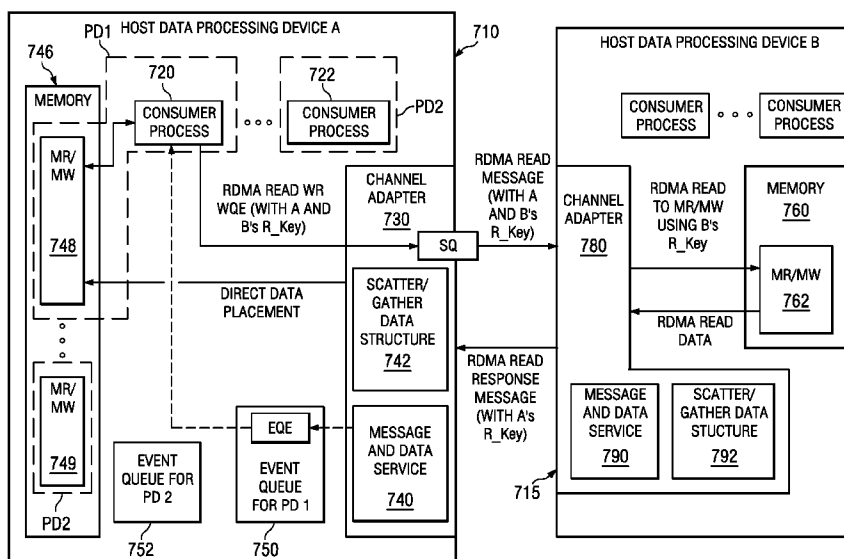 HOST DATA PROCESSING DEVICE A
PD1
746
720
722
MEMORY
CONSUMER
PROCESS
CONSUMER
PROCESS
PD2
MR/
MW
748
RDMA READ WR
WQE (WITH A AND
B's R_Key)
CHANNEL
ADAPTER
730
SQ
DIRECT DATA
PLACEMENT
SCATTER/
GATHER
DATA
STRUCTURE
742
MR/
MW
749
PD2
EVENT
QUEUE FOR
PD 2
752
EQE
EVENT
QUEUE
FOR PD 1
750
MESSAGE
AND DATA
SERVICE
740
710
RDMA READ
MESSAGE
(WITH A
AND B's
R_Key)
RDMA READ
RESPONSE
MESSAGE
(WITH A's
R_Key)
715
HOST DATA PROCESSING DEVICE B
CONSUMER
PROCESS
CONSUMER
PROCESS
CHANNEL
ADAPTER
780
RDMA READ
TO MR/MW
USING B's
R_Key
MEMORY
760
MR/MW
762
RDMA READ
DATA
MESSAGE
AND DATA
SERVICE
790
SCATTER/
GATHER DATA
STUCTURE
792